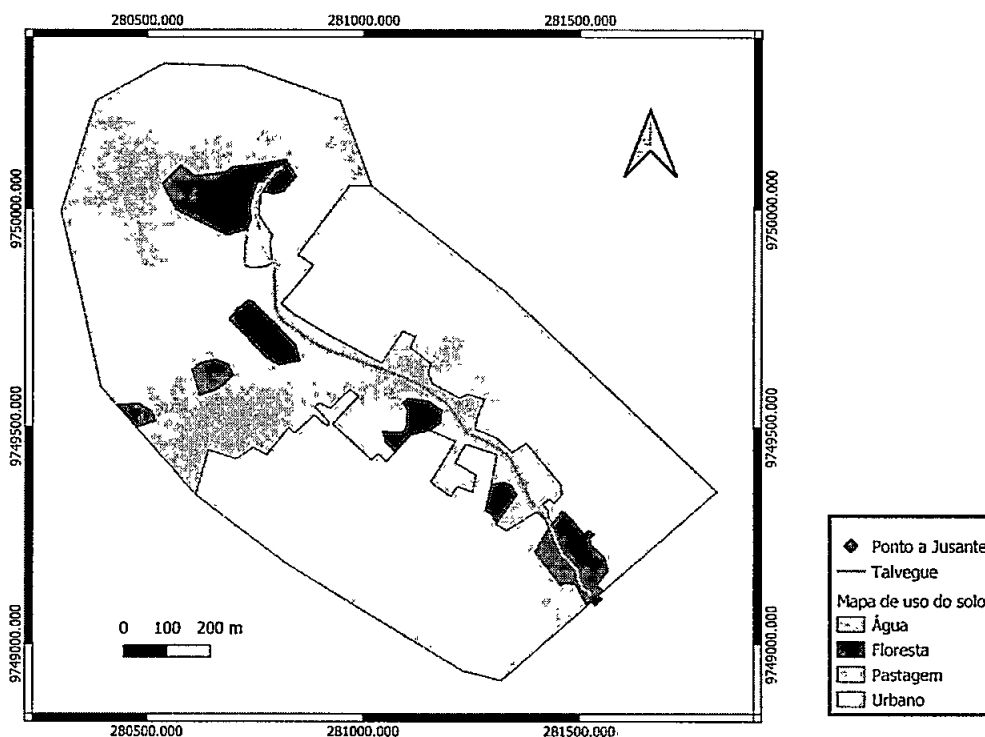 280500.000 281000.000 281500.000
9750000.000 9750000.000
9749500.000 9749500.000
9749000.000 9749000.000
0 100 200 m
280500.000 281000.000 281500.000
Ponto a Jusante
Talvegue
Mapa de uso do solo
Água
Floresta
Pastagem
Urbano